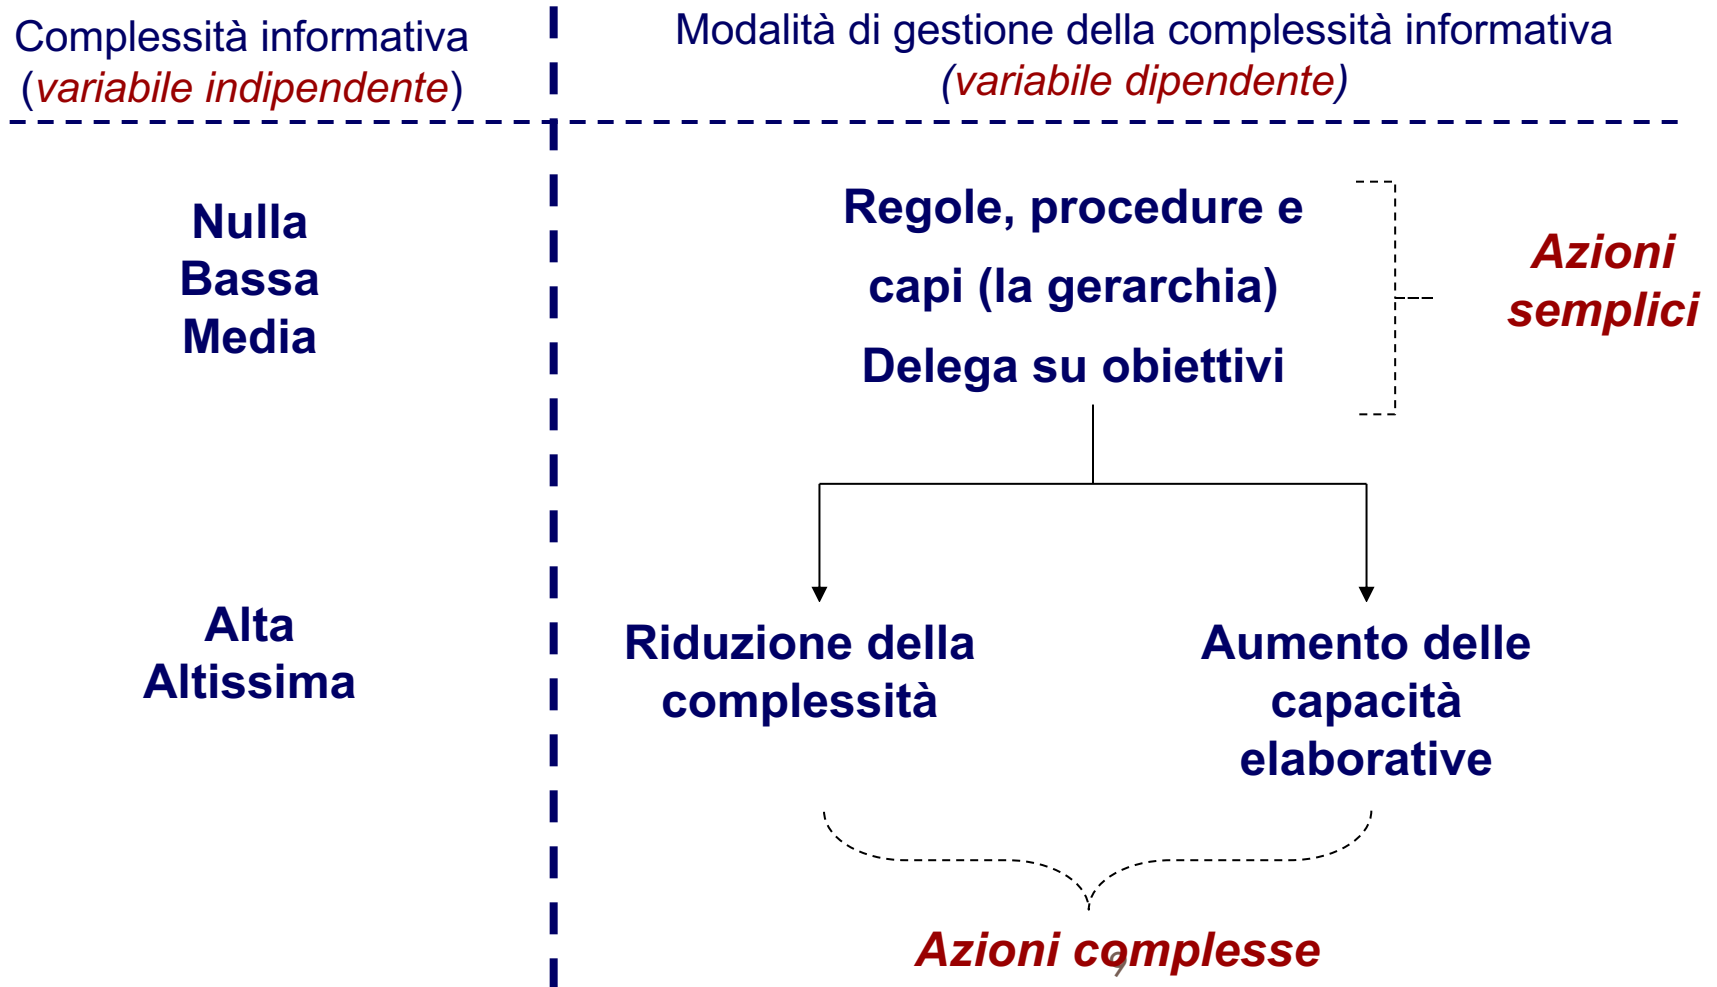 Complessità informativa
(variabile indipendente)
Modalità di gestione della complessità informativa
(variabile dipendente)
Nulla
Bassa
Media
Regole, procedure e
capi (la gerarchia)
Delega su obiettivi
Azioni
semplici
Alta
Altissima
Riduzione della
complessità
Aumento delle
capacità
elaborative
Azioni complesse
9